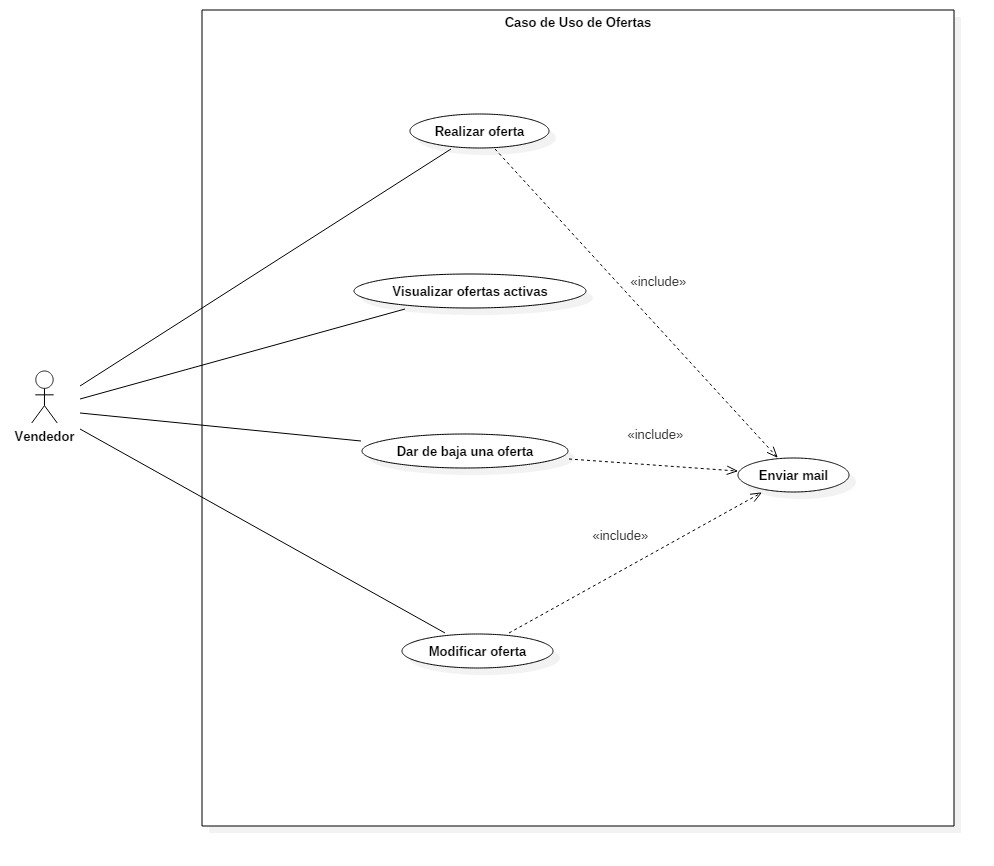 Caso de Uso de Ofertas
Realizar oferta
«include»
Visualizar ofertas activas
Vendedor
«include»
Dar de baja una oferta
Enviar mail
«include»
Modificar oferta